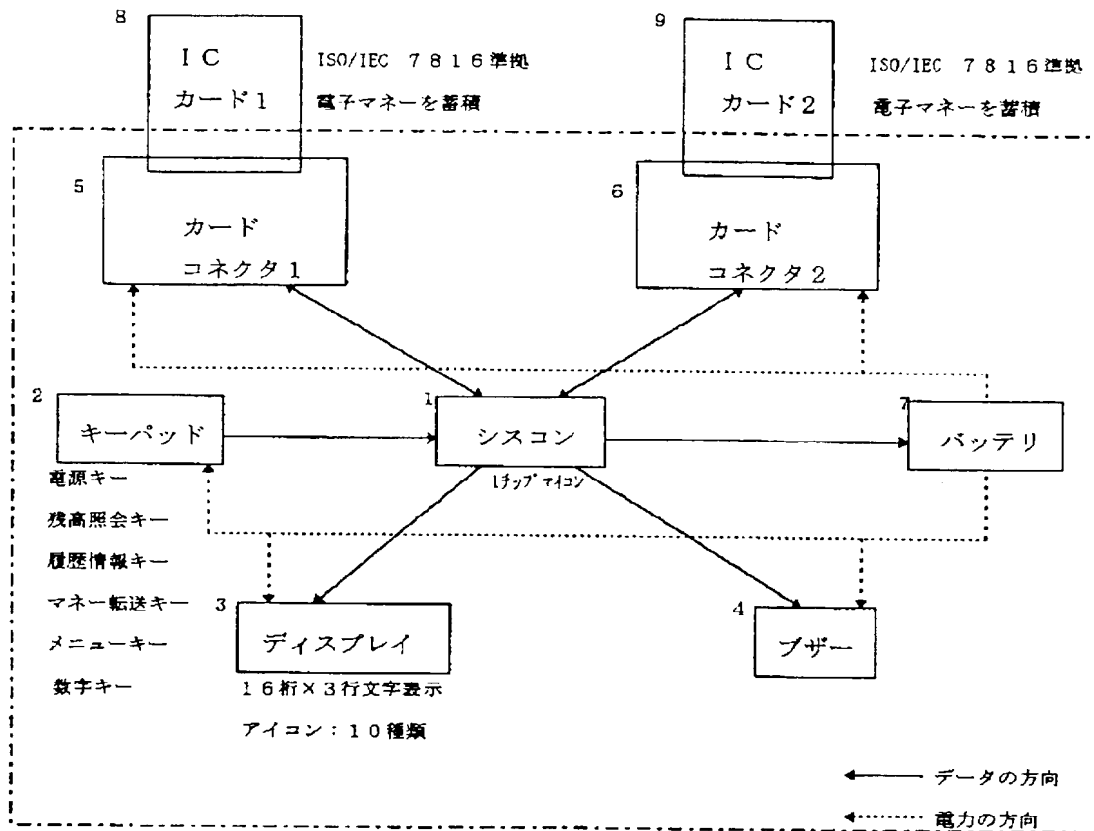 8
ＩＣ
カード１
ISO/IEC ７８１６準拠
電子マネーを蓄積
9
ＩＣ
カード２
ISO/IEC ７８１６準拠
電子マネーを蓄積
5
カード
コネクタ１
6
カード
コネクタ２
2
キーパッド
電源キー
残高照会キー
履歴情報キー
マネー転送キー
メニューキー
数字キー
1
シスコン
1チップマイコン
7
バッテリ
3
ディスプレイ
１６桁×３行文字表示
アイコン：１０種類
4
ブザー
データの方向
電力の方向